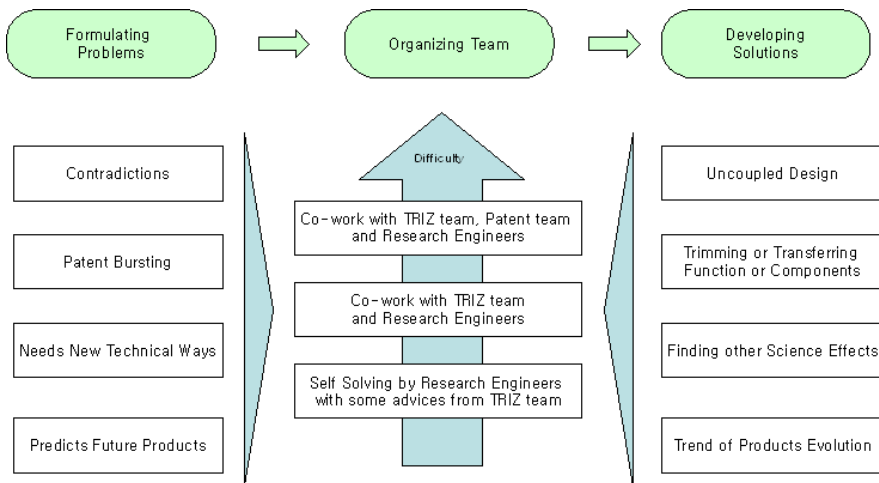 Formulating
Problems
Organizing Team
Developing
Solutions
Contradictions
Patent Bursting
Needs New Technical Ways
Predicts Future Products
Difficulty
Co-work with TRIZ team, Patent team
and Research Engineers
Co-work with TRIZ team
and Research Engineers
Self Solving by Research Engineers
with some advices from TRIZ team
Uncoupled Design
Trimming or Transferring
Function or Components
Finding other Science Effects
Trend of Products Evolution